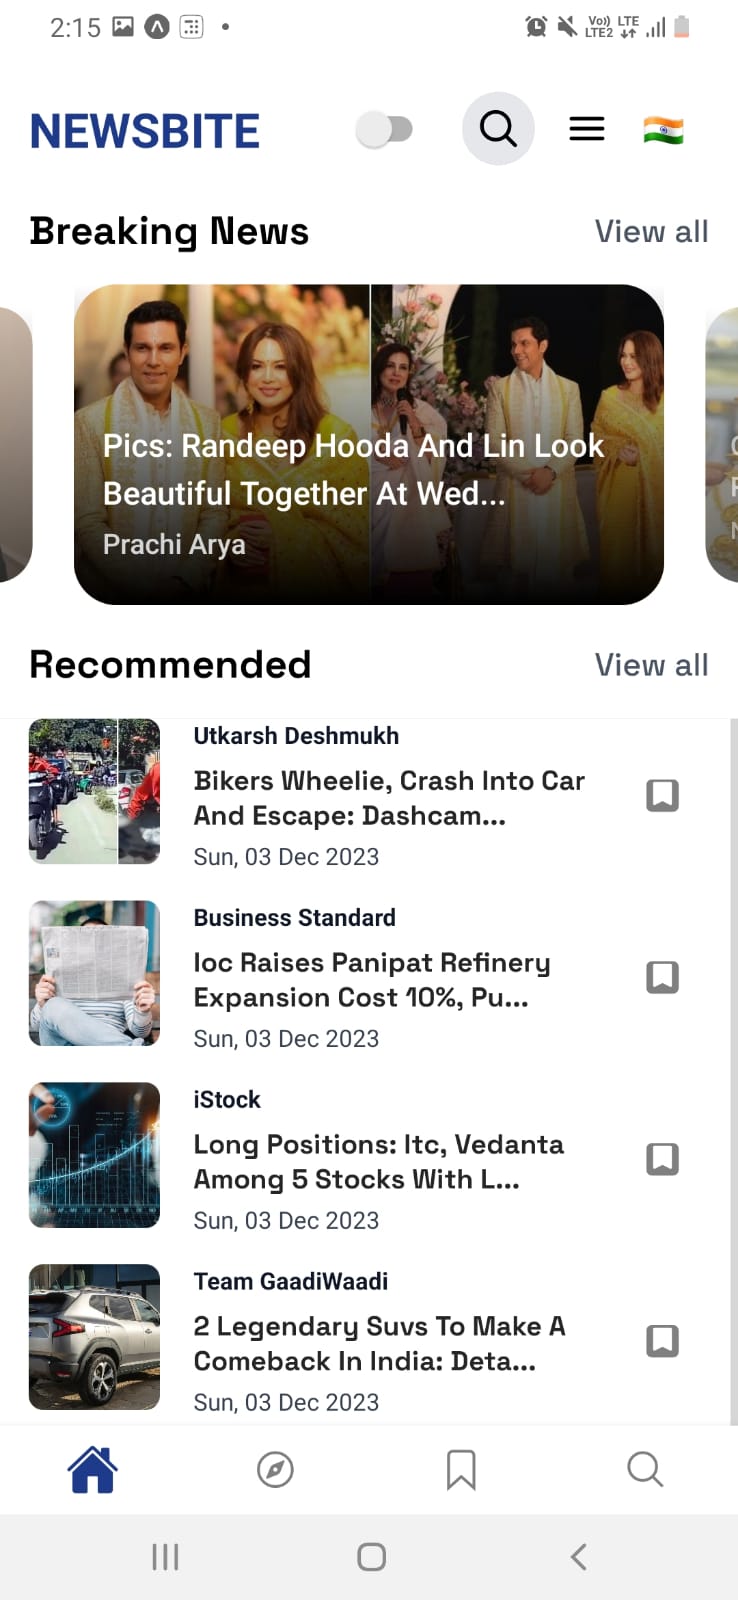 2:15
Vo)) LTE
LTE2
NEWSBITE
Breaking News
View all
Pics: Randeep Hooda And Lin Look
Beautiful Together At Wed...
Prachi Arya
Recommended
View all
Utkarsh Deshmukh
Bikers Wheelie, Crash Into Car
And Escape: Dashcam...
Sun, 03 Dec 2023
Business Standard
Ioc Raises Panipat Refinery
Expansion Cost 10%, Pu...
Sun, 03 Dec 2023
iStock
Long Positions: Itc, Vedanta
Among 5 Stocks With L...
Sun, 03 Dec 2023
Team GaadiWaadi
2 Legendary Suvs To Make A
Comeback In India: Deta...
Sun, 03 Dec 2023